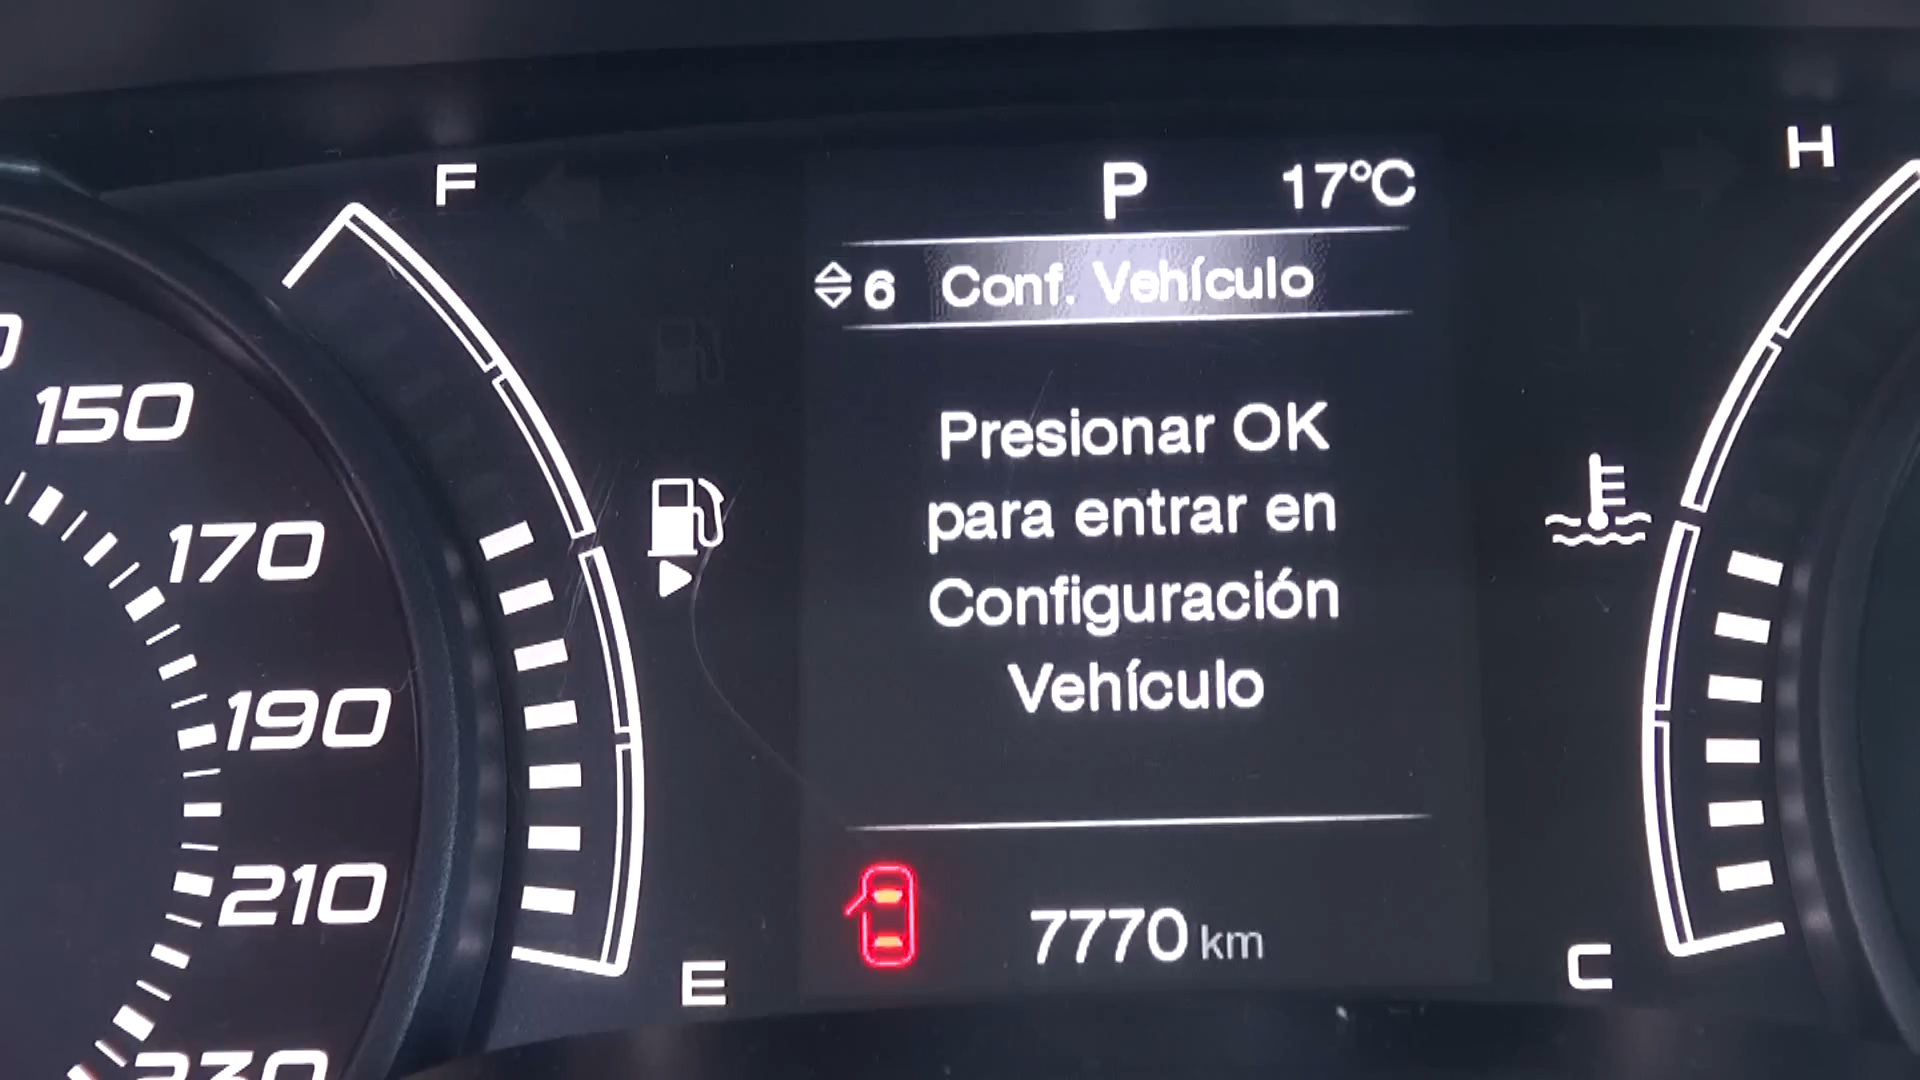 F
P 17°C
H
6 Conf. Vehículo
150
Presionar OK
170
para entrar en
Configuración
Vehículo
190
210
7770 km
E
C